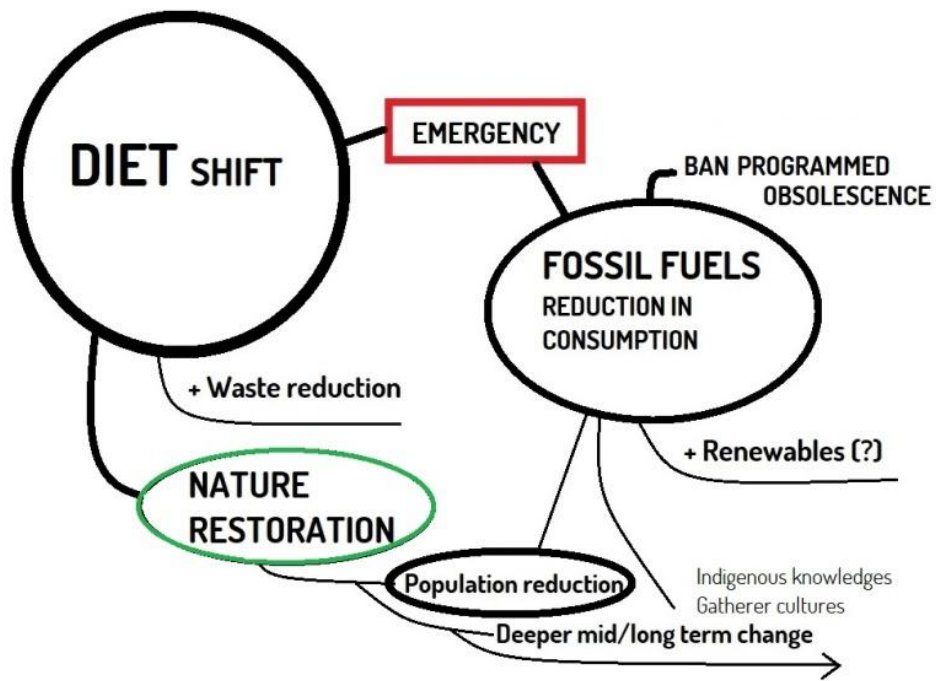 DIET SHIFT
EMERGENCY
BAN PROGRAMMED
OBSOLESCENCE
FOSSIL FUELS
REDUCTION IN
CONSUMPTION
+ Waste reduction
+ Renewables (?)
NATURE
RESTORATION
Population reduction
Indigenous knowledges
Gatherer cultures
Deeper mid/long term change